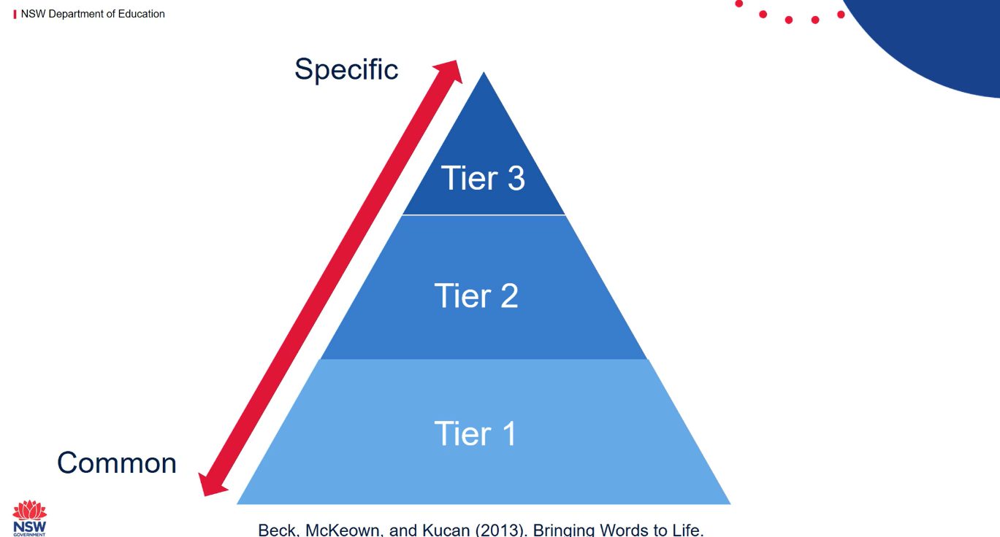 NSW Department of Education
Specific
Tier 3
Tier 2
Tier 1
Common
NSW
GOVERNMENT
Beck, McKeown, and Kucan (2013). Bringing Words to Life.